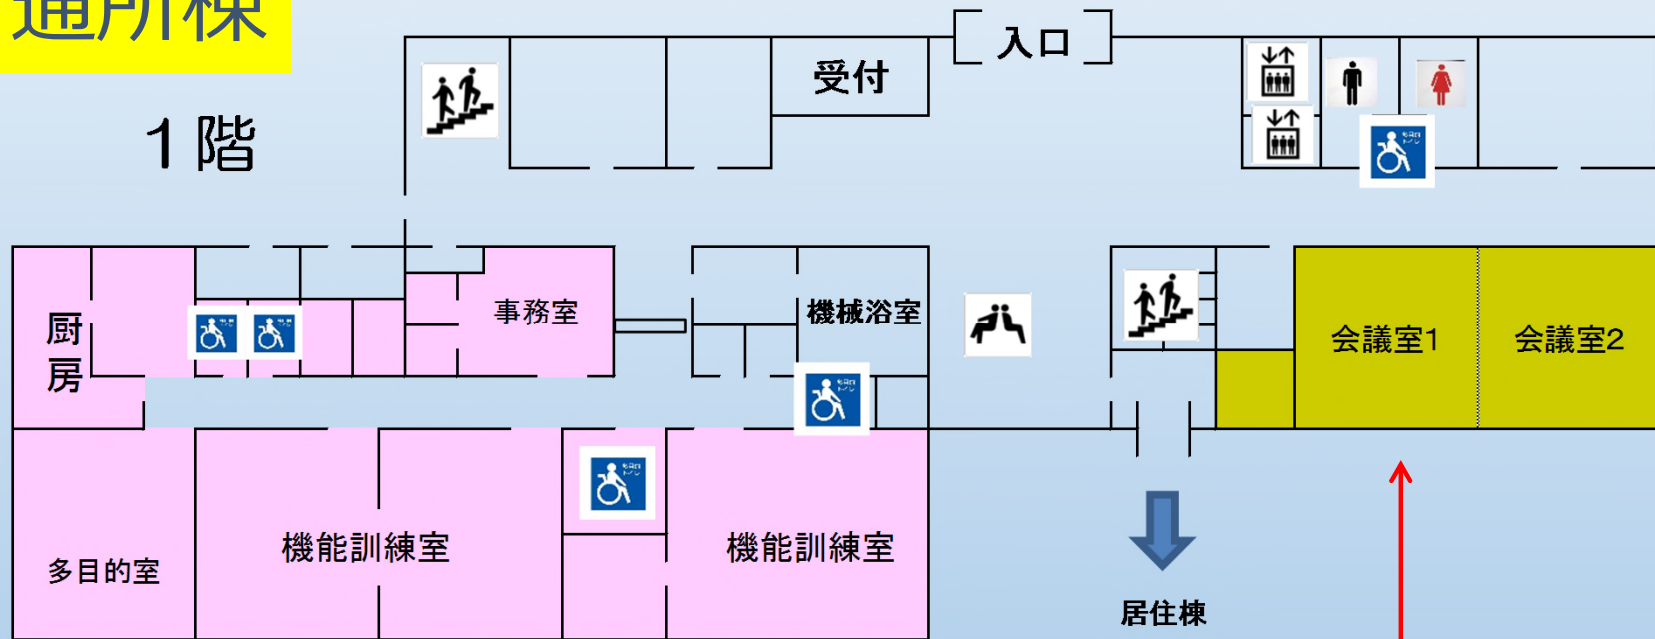 通所棟
1階
入口
受付
厨房
事務室
機械浴室
会議室1
会議室2
多目的室
機能訓練室
機能訓練室
居住棟